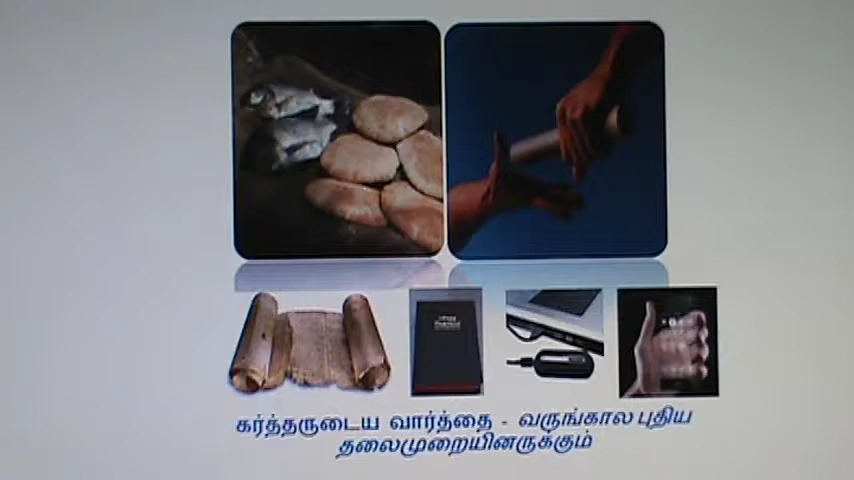 கர்த்தருடைய வார்த்தை - வருங்கால புதிய
தலைமுறையினருக்கும்